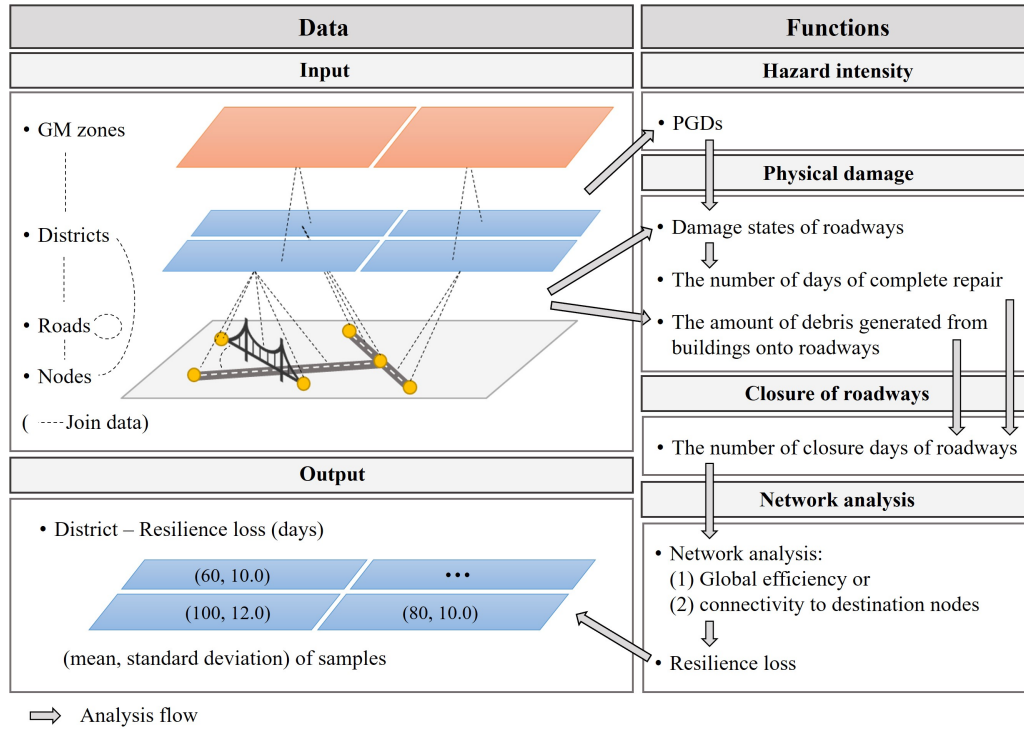 Data
Input
• GM zones
• Districts
• Roads
• Nodes
( ----Join data)
Output
• District – Resilience loss (days)
(60, 10.0)
•••
(100, 12.0)
(80, 10.0)
(mean, standard deviation) of samples
Analysis flow
Functions
Hazard intensity
• PGDs
Physical damage
• Damage states of roadways
• The number of days of complete repair
• The amount of debris generated from
buildings onto roadways
Closure of roadways
• The number of closure days of roadways
Network analysis
• Network analysis:
(1) Global efficiency or
(2) connectivity to destination nodes
• Resilience loss